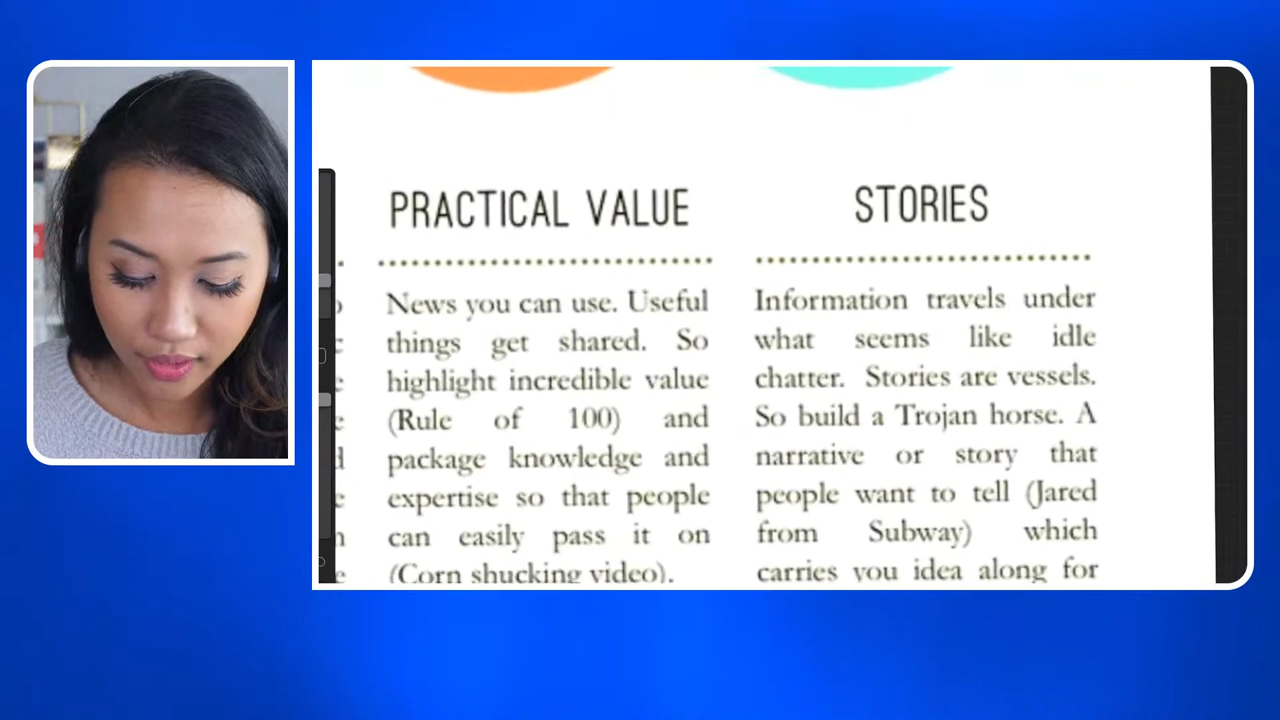 PRACTICAL VALUE
News you can use. Useful
things get shared. So
highlight incredible value
(Rule of 100) and
package knowledge and
expertise so that people
can easily pass it on
(Corn shucking video).
STORIES
Information travels under
what seems like idle
chatter. Stories are vessels.
So build a Trojan horse. A
narrative or story that
people want to tell (Jared
from Subway) which
carries you idea along for